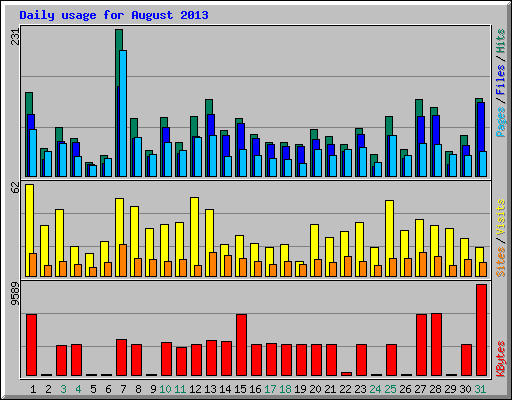 Daily usage for August 2013
231
Pages / Files / Hits
62
Sites / Visits
9589
KBytes
1 2 3 4 5 6 7 8 9 10 11 12 13 14 15 16 17 18 19 20 21 22 23 24 25 26 27 28 29 30 31